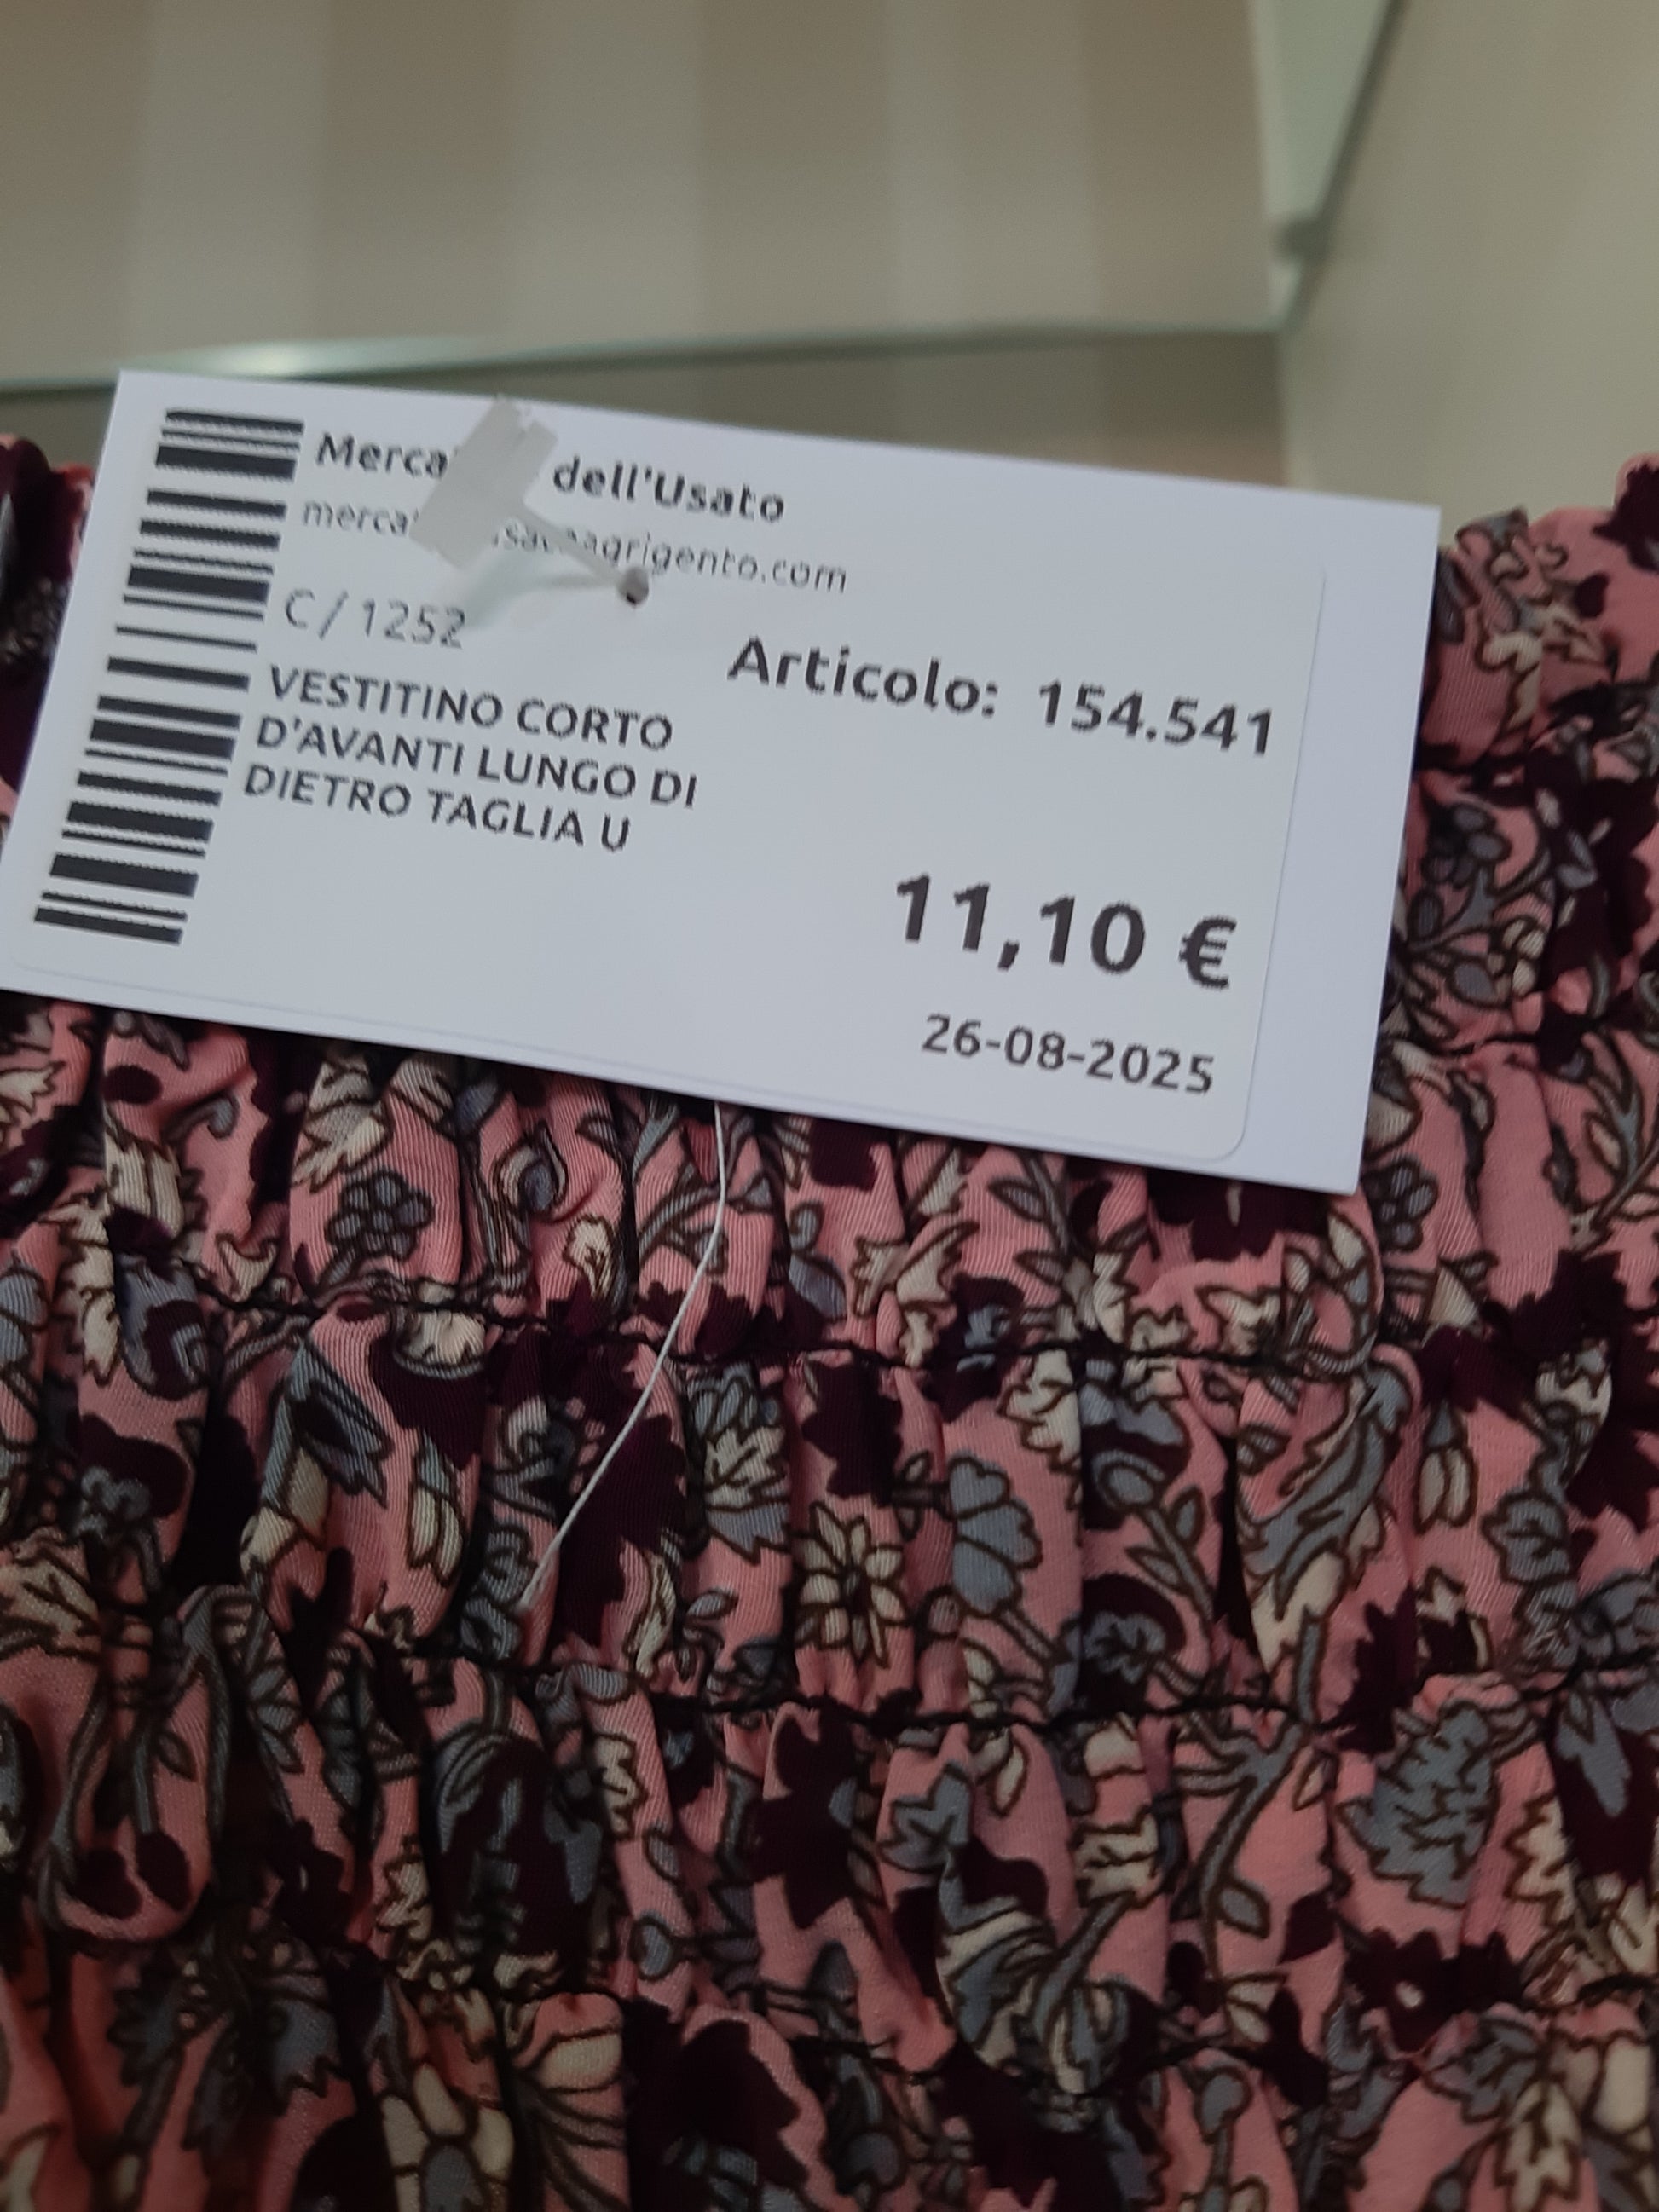 dell'Usato
C/1252
Articolo: 154.541
VESTITINO CORTO
D'AVANTI LUNGO DI
DIETRO TAGLIA U
11,10 €
26-08-2025